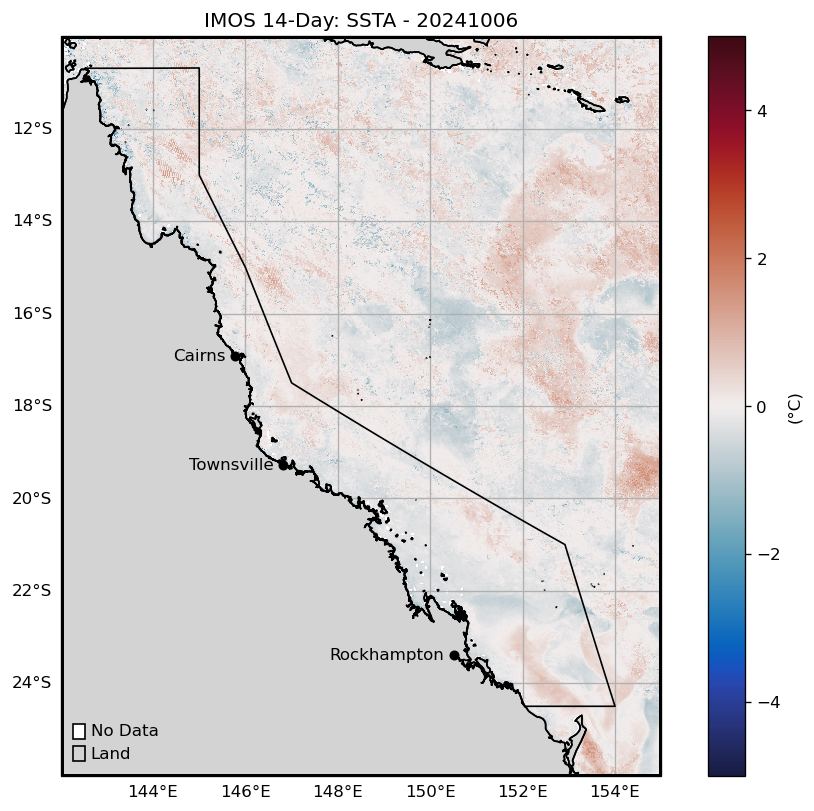 IMOS 14-Day: SSTA - 20241006
12°S
14°S
16°S
18°S
20°S
22°S
24°S
Cairns
Townsville
Rockhampton
No Data
Land
144°E
146°E
148°E
150°E
152°E
154°E
4
2
0
−2
−4
(°C)